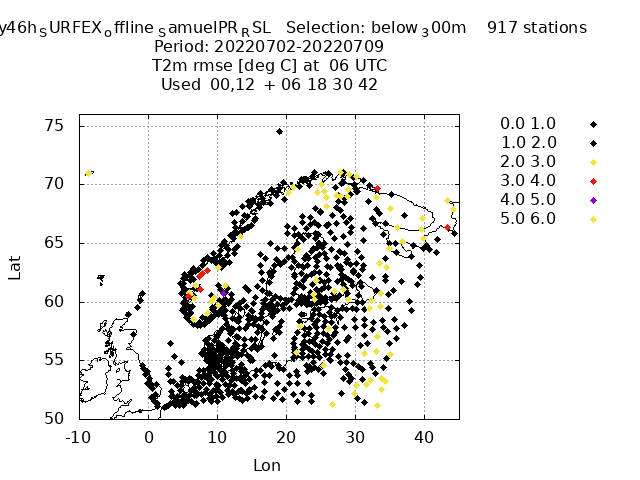 y46hSURFEXofflineSamuelPRRSL Selection: below300m 917 stations
Period: 20220702-20220709
T2m rmse [deg C] at 06 UTC
Used 00,12 + 06 18 30 42
75
70
65
60
55
50
-10 0 10 20 30 40
Lat
Lon
0.0 1.0
1.0 2.0
2.0 3.0
3.0 4.0
4.0 5.0
5.0 6.0